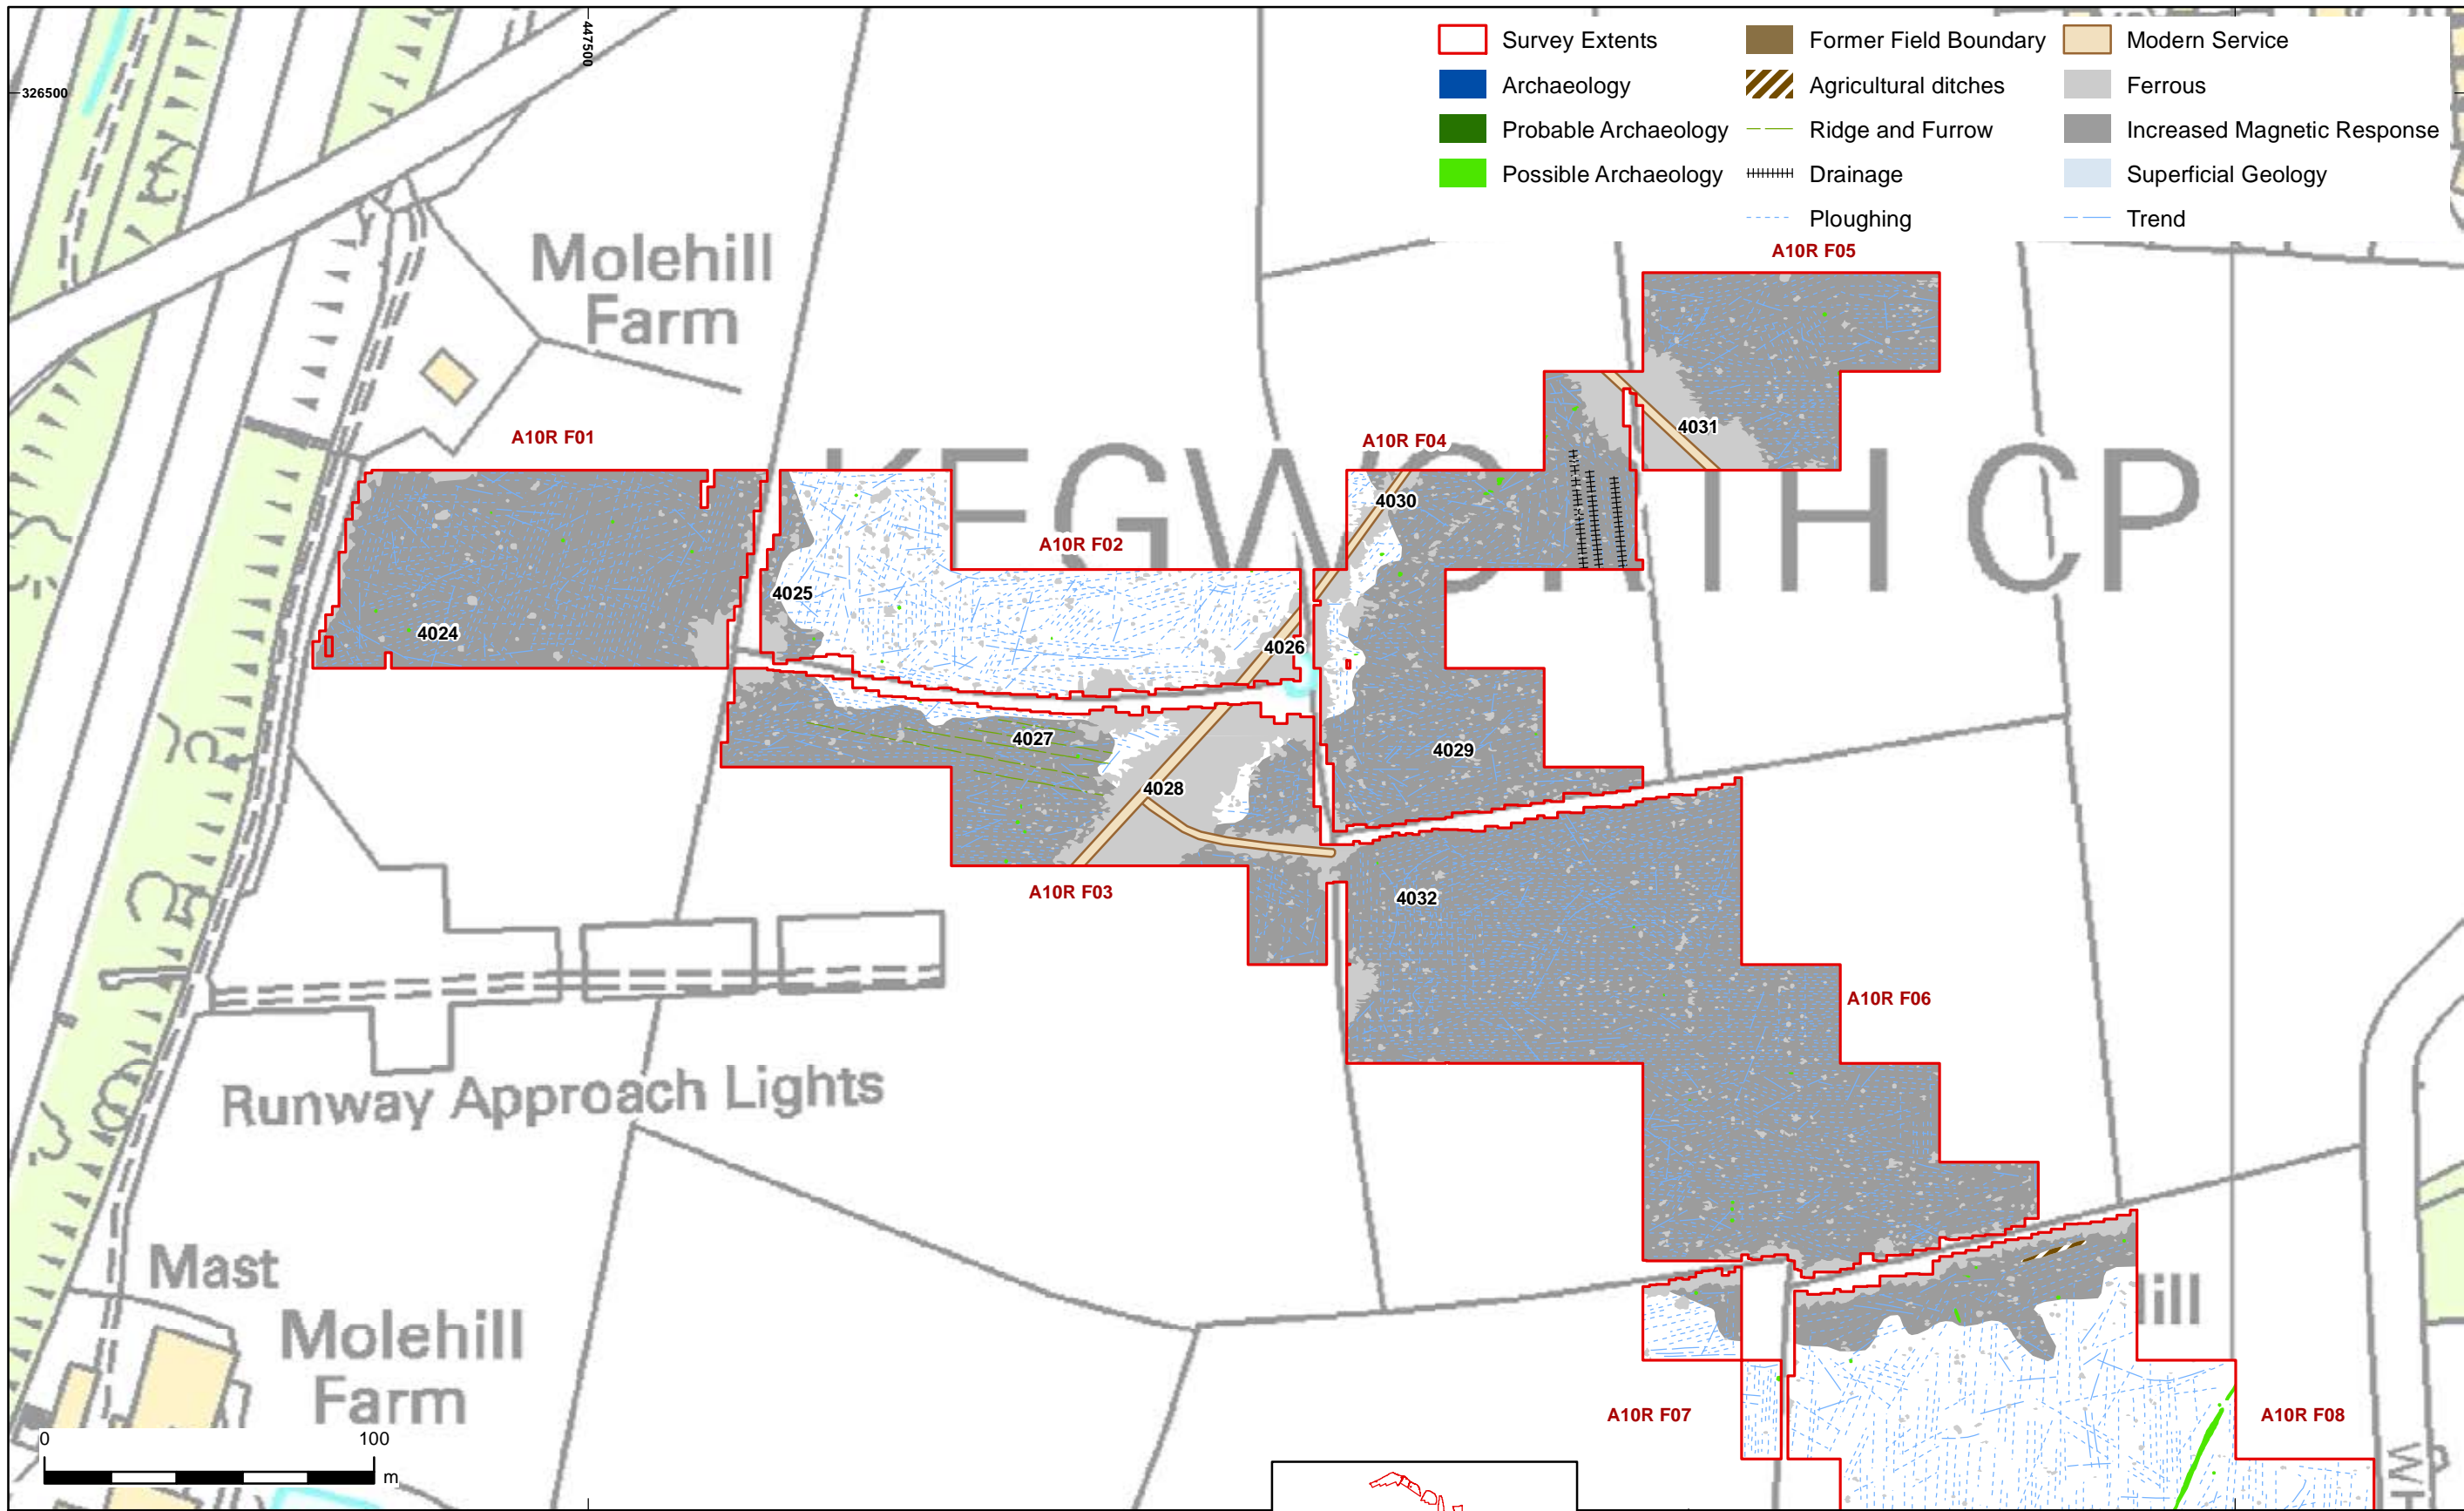 447500
326500
Survey Extents
Archaeology
Probable Archaeology
Possible Archaeology
Former Field Boundary
Agricultural ditches
Ridge and Furrow
Drainage
Ploughing
Modern Service
Ferrous
Increased Magnetic Response
Superficial Geology
Trend
Molehill
Farm
A10R F05
A10R F01
A10R F04
4031
KEGWORTH CP
4030
A10R F02
4025
4024
4026
4027
4029
4028
A10R F03
4032
A10R F06
Runway Approach Lights
Mast
Molehill
Farm
A10R F07
A10R F08
0 100
m